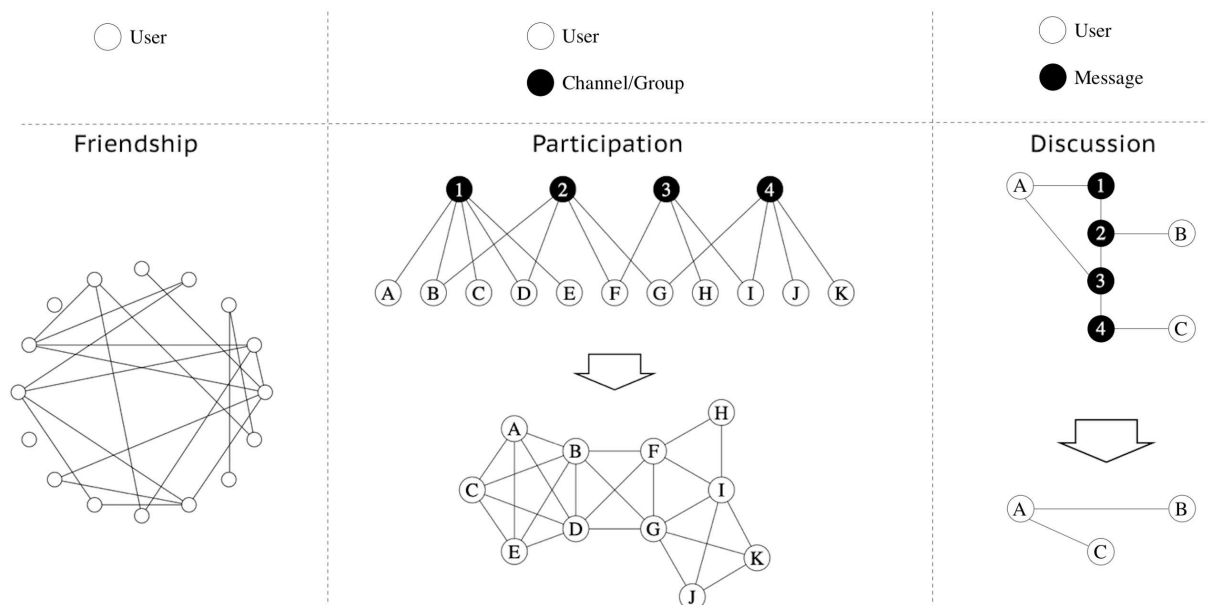 User
User
Channel/Group
User
Message
Friendship
Participation
1 2 3 4
A B C D E F G H I J K
H
A
B F
C I
D G
E
K
J
Discussion
A 1
2 B
3
4 C
A B
C